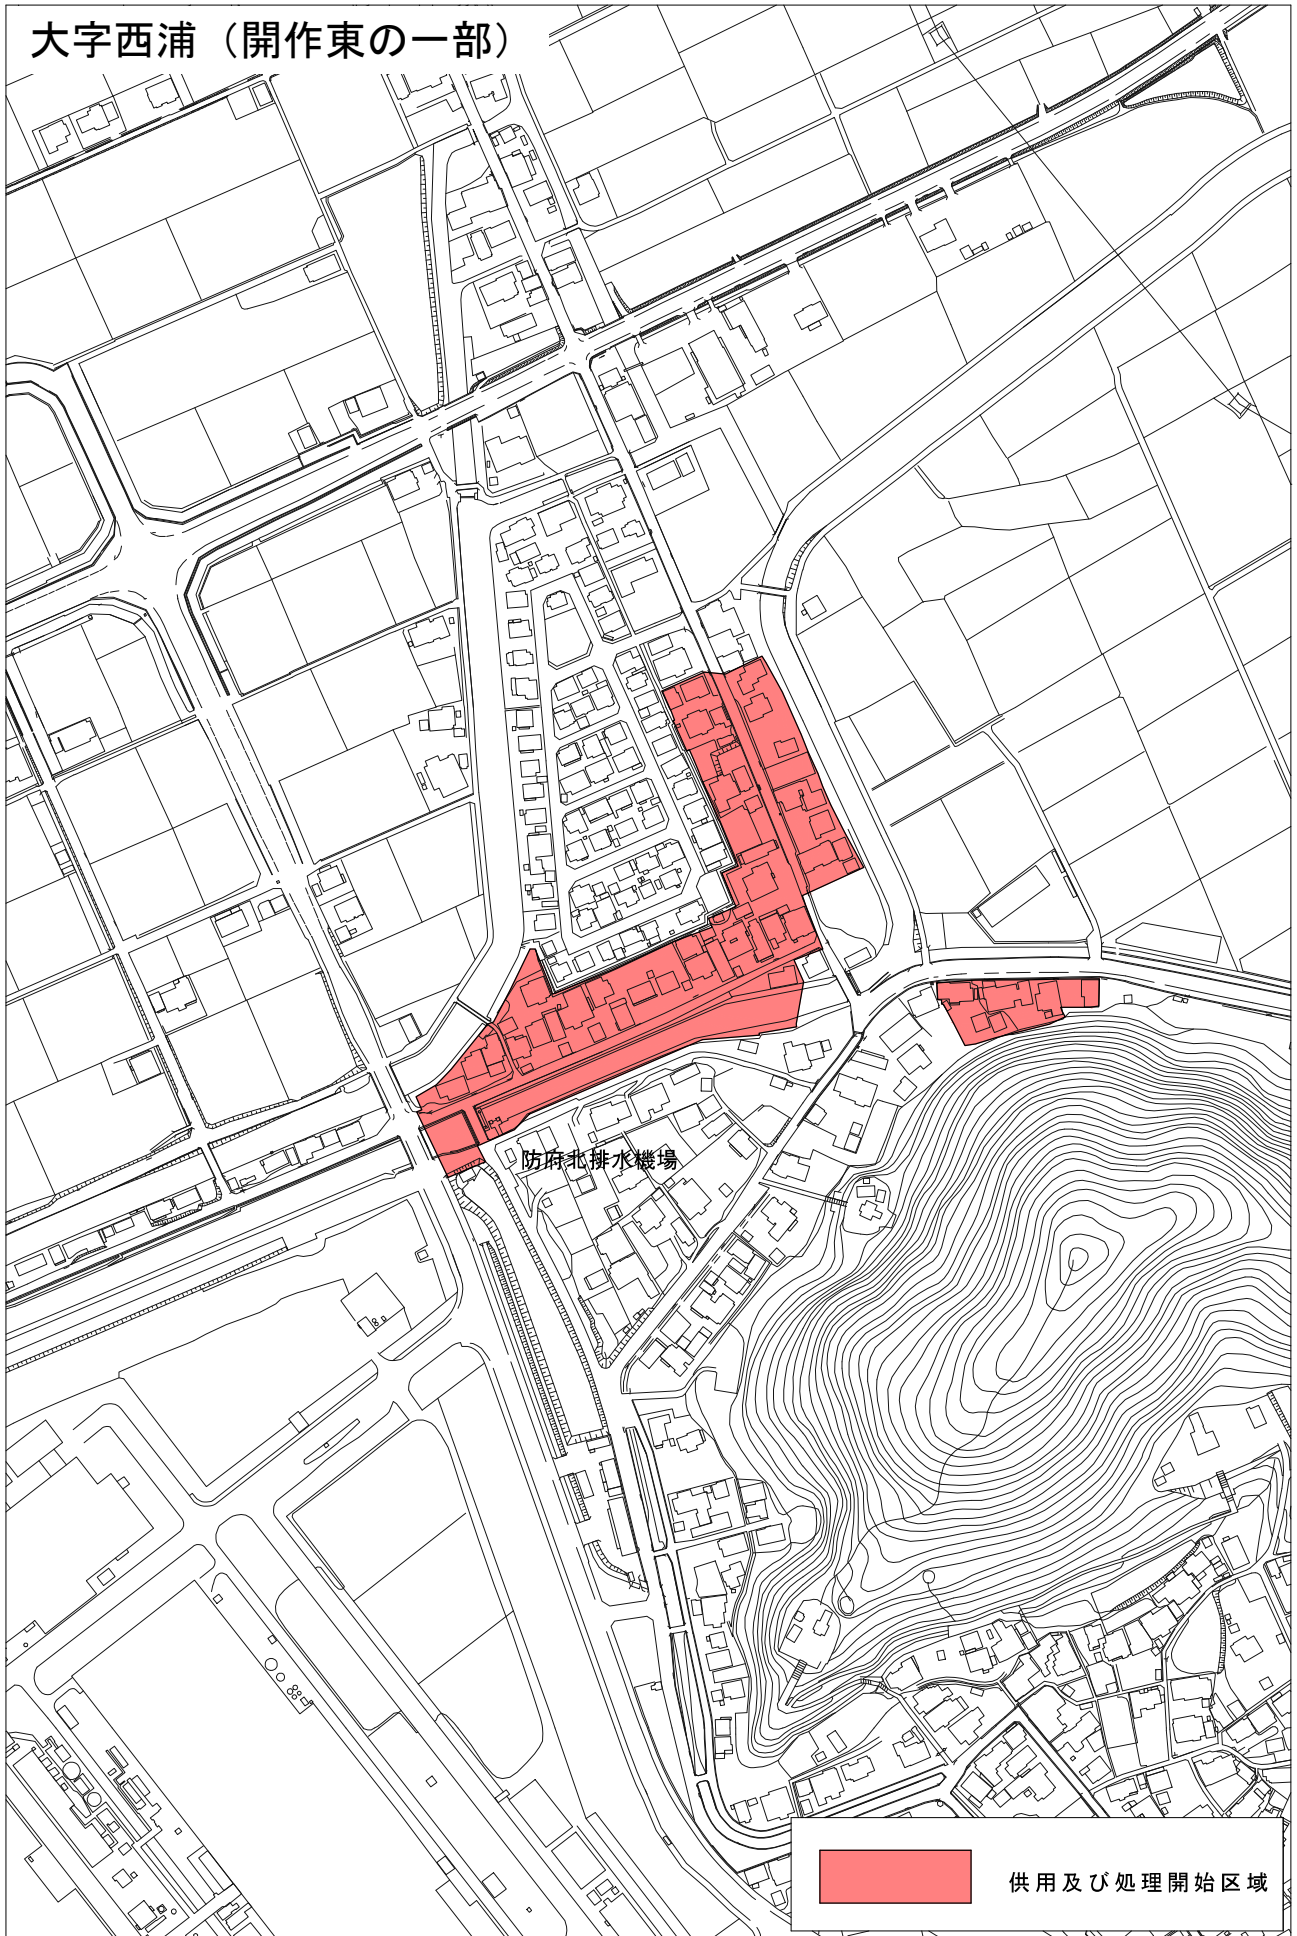 大字西浦（開作東の一部）
防府北排水機場
供用及び処理開始区域